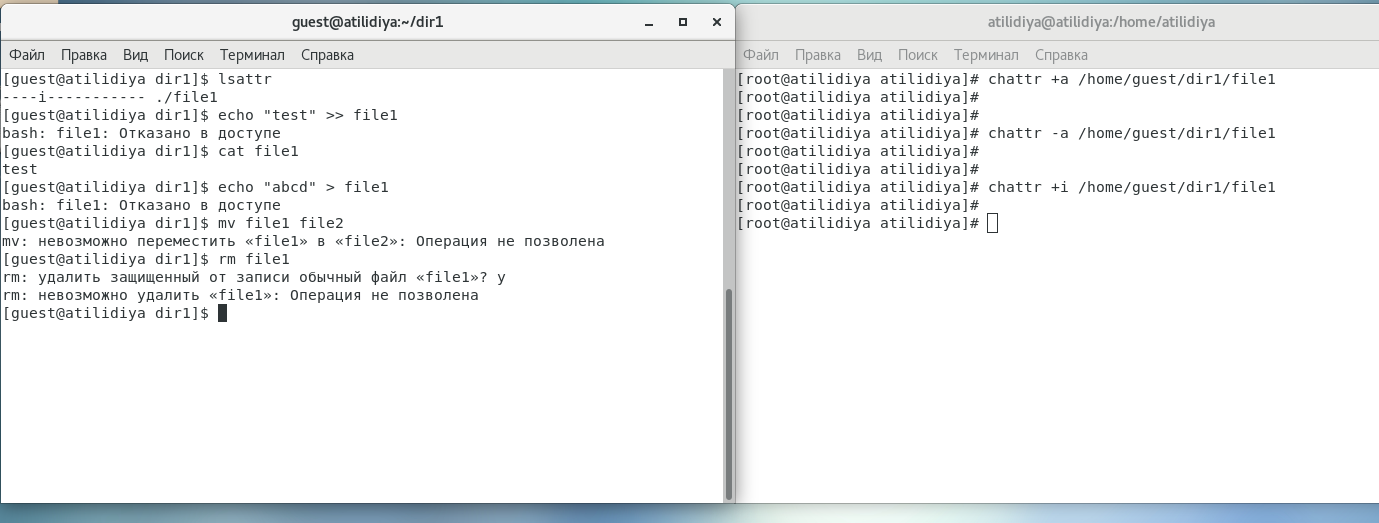 guest@atilidiya:~/dir1
Файл Правка Вид Поиск Терминал Справка
[guest@atilidiya dir1]$ lsattr
----i----------- ./file1
[guest@atilidiya dir1]$ echo "test" >> file1
bash: file1: Отказано в доступе
[guest@atilidiya dir1]$ cat file1
test
[guest@atilidiya dir1]$ echo "abcd" > file1
bash: file1: Отказано в доступе
[guest@atilidiya dir1]$ mv file1 file2
mv: невозможно переместить «file1» в «file2»: Операция не позволена
[guest@atilidiya dir1]$ rm file1
rm: удалить защищенный от записи обычный файл «file1»? y
rm: невозможно удалить «file1»: Операция не позволена
[guest@atilidiya dir1]$
atilidiya@atilidiya:/home/atilidiya
Файл Правка Вид Поиск Терминал Справка
[root@atilidiya atilidiya]# chattr +a /home/guest/dir1/file1
[root@atilidiya atilidiya]#
[root@atilidiya atilidiya]#
[root@atilidiya atilidiya]# chattr -a /home/guest/dir1/file1
[root@atilidiya atilidiya]#
[root@atilidiya atilidiya]#
[root@atilidiya atilidiya]# chattr +i /home/guest/dir1/file1
[root@atilidiya atilidiya]#
[root@atilidiya atilidiya]#